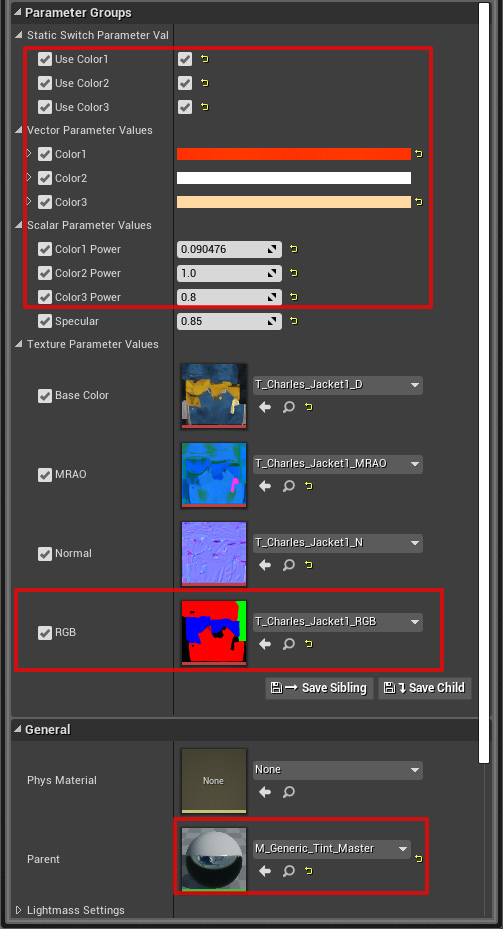 Parameter Groups
Static Switch Parameter Val
Use Color1
Use Color2
Use Color3
Vector Parameter Values
Color1
Color2
Color3
Scalar Parameter Values
Color1 Power 0.090476
Color2 Power 1.0
Color3 Power 0.8
Specular 0.85
Texture Parameter Values
Base Color T_Charles_Jacket1_D
MRAO T_Charles_Jacket1_MRAO
Normal T_Charles_Jacket1_N
RGB T_Charles_Jacket1_RGB
Save Sibling Save Child
General
Phys Material None None
Parent M_Generic_Tint_Master
Lightmass Settings